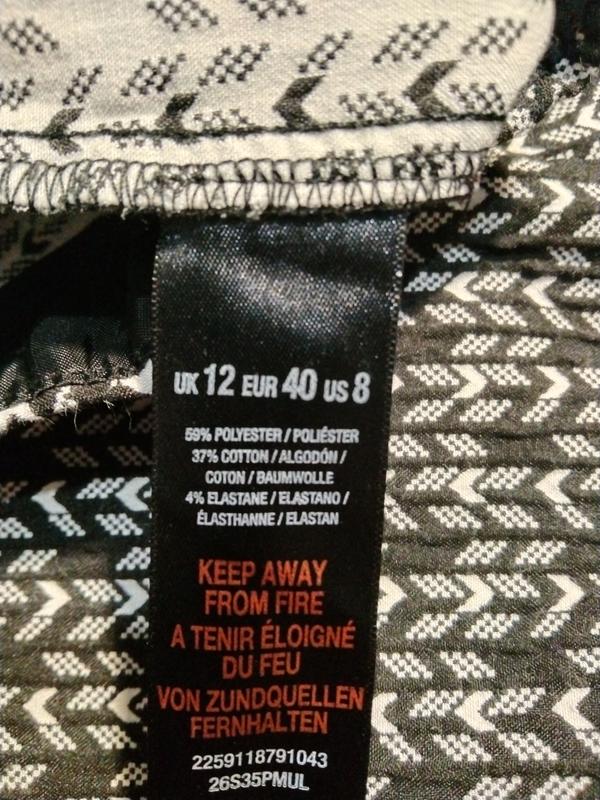 UK 12 EUR 40 US 8
59% POLYESTER / POLIÉSTER
37% COTTON / ALGODÓN /
COTON / BAUMWOLLE
4% ELASTANE / ELASTANO /
ÉLASTHANNE / ELASTAN
KEEP AWAY
FROM FIRE
A TENIR ÉLOIGNÉ
DU FEU
VON ZUNDQUELLEN
FERNHALTEN
2259118791043
26S35PMUL